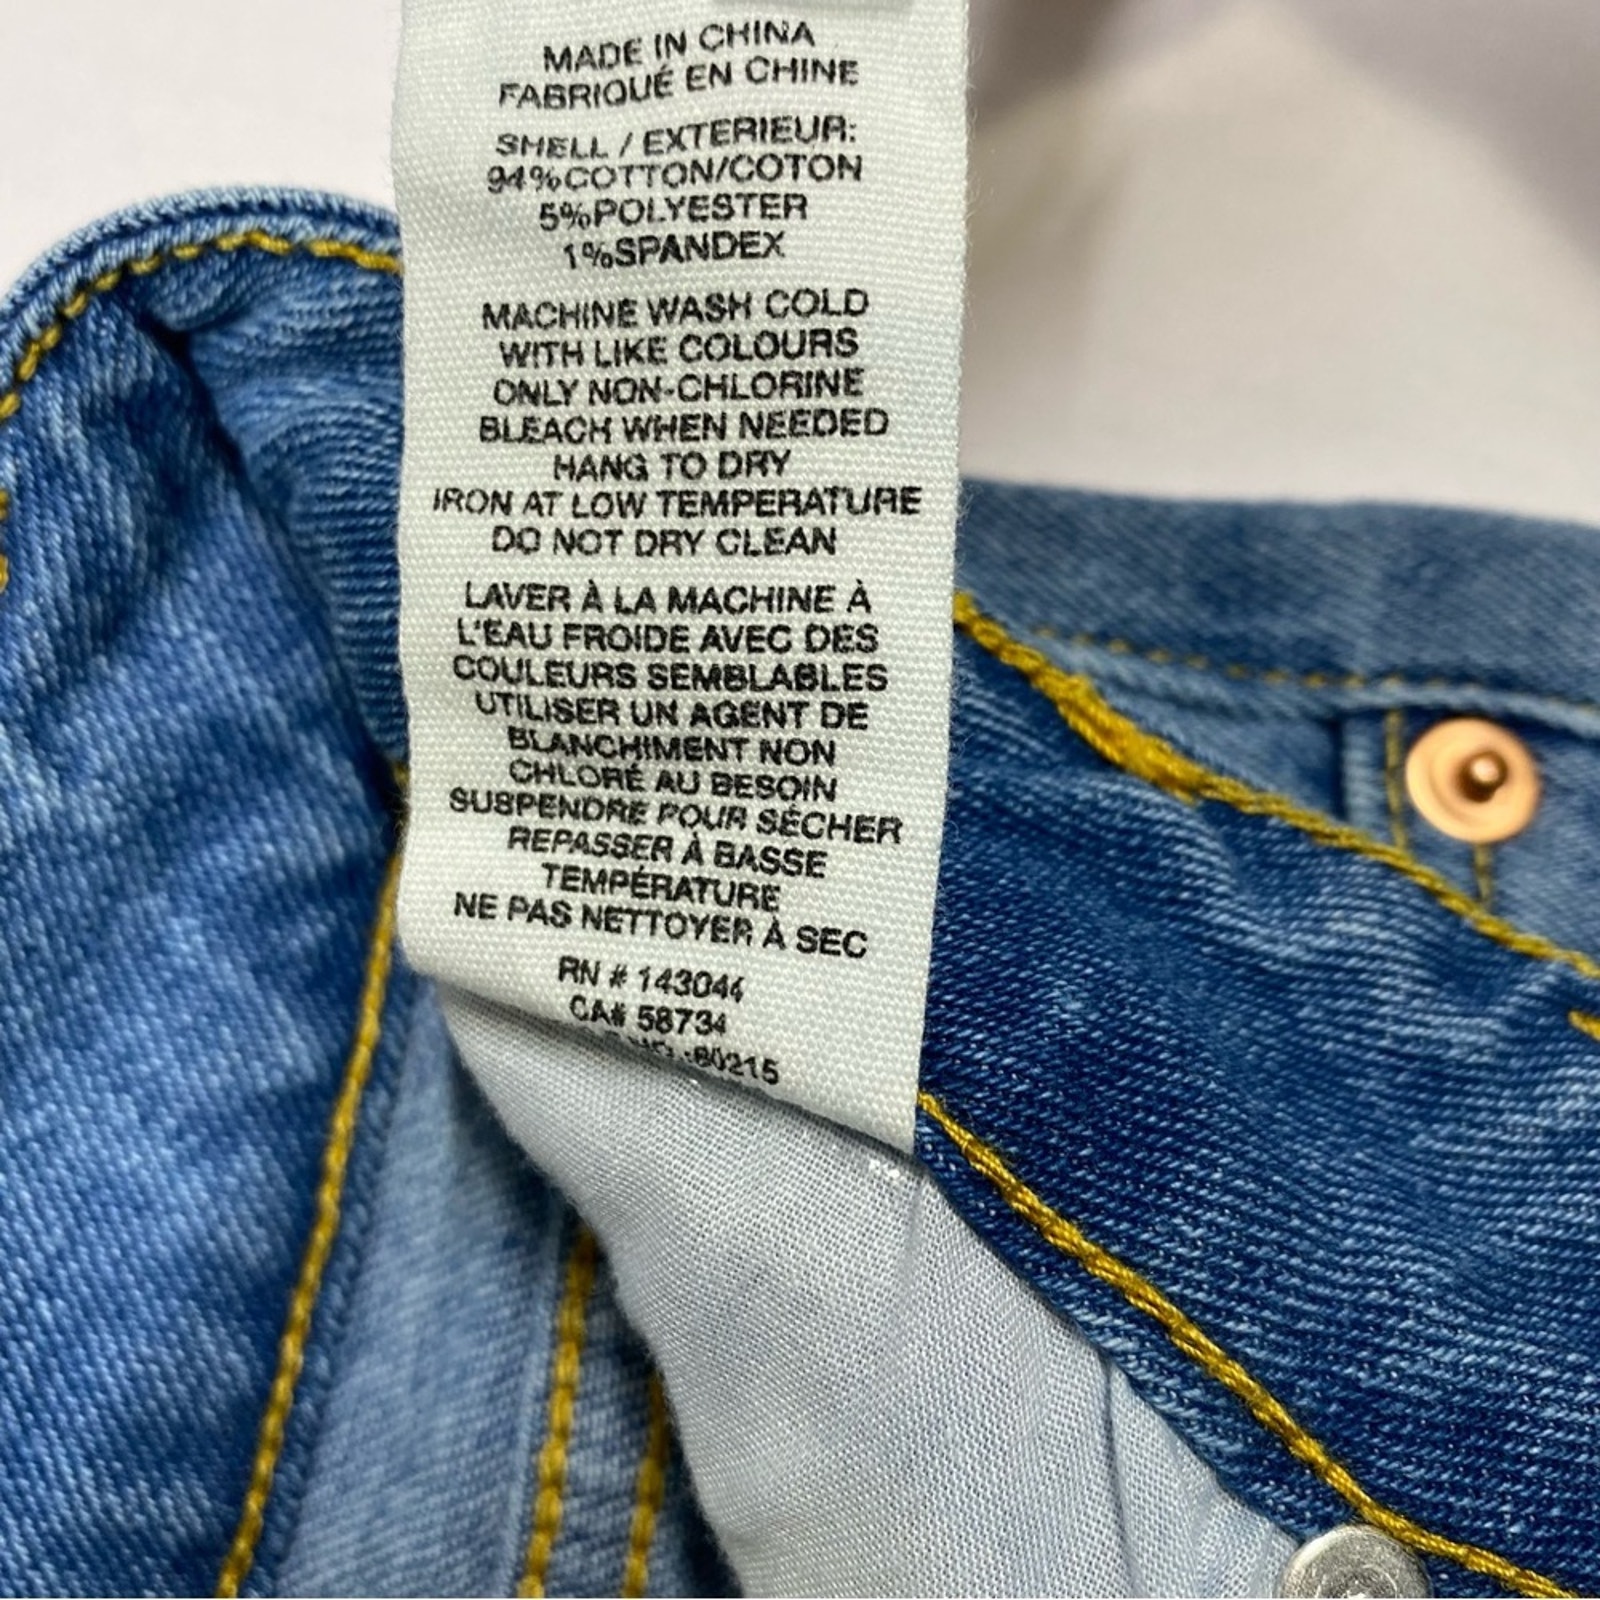 MADE IN CHINA
FABRIQUÉ EN CHINE
SHELL / EXTERIEUR:
94%COTTON/COTON
5%POLYESTER
1%SPANDEX
MACHINE WASH COLD
WITH LIKE COLOURS
ONLY NON-CHLORINE
BLEACH WHEN NEEDED
HANG TO DRY
IRON AT LOW TEMPERATURE
DO NOT DRY CLEAN
LAVER À LA MACHINE À
L'EAU FROIDE AVEC DES
COULEURS SEMBLABLES
UTILISER UN AGENT DE
BLANCHIMENT NON
CHLORÉ AU BESOIN
SUSPENDRE POUR SÉCHER
REPASSER À BASSE
TEMPÉRATURE
NE PAS NETTOYER À SEC
RN # 143044
CA# 58734
80215